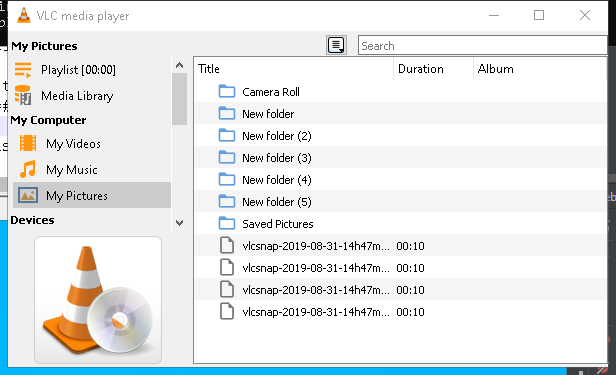 VLC media player
My Pictures
Search
Playlist [00:00]
Media Library
My Computer
My Videos
My Music
My Pictures
Devices
Title Duration Album
Camera Roll
New folder
New folder (2)
New folder (3)
New folder (4)
New folder (5)
Saved Pictures
vlcsnap-2019-08-31-14h47m... 00:10
vlcsnap-2019-08-31-14h47m... 00:10
vlcsnap-2019-08-31-14h47m... 00:10
vlcsnap-2019-08-31-14h47m... 00:10